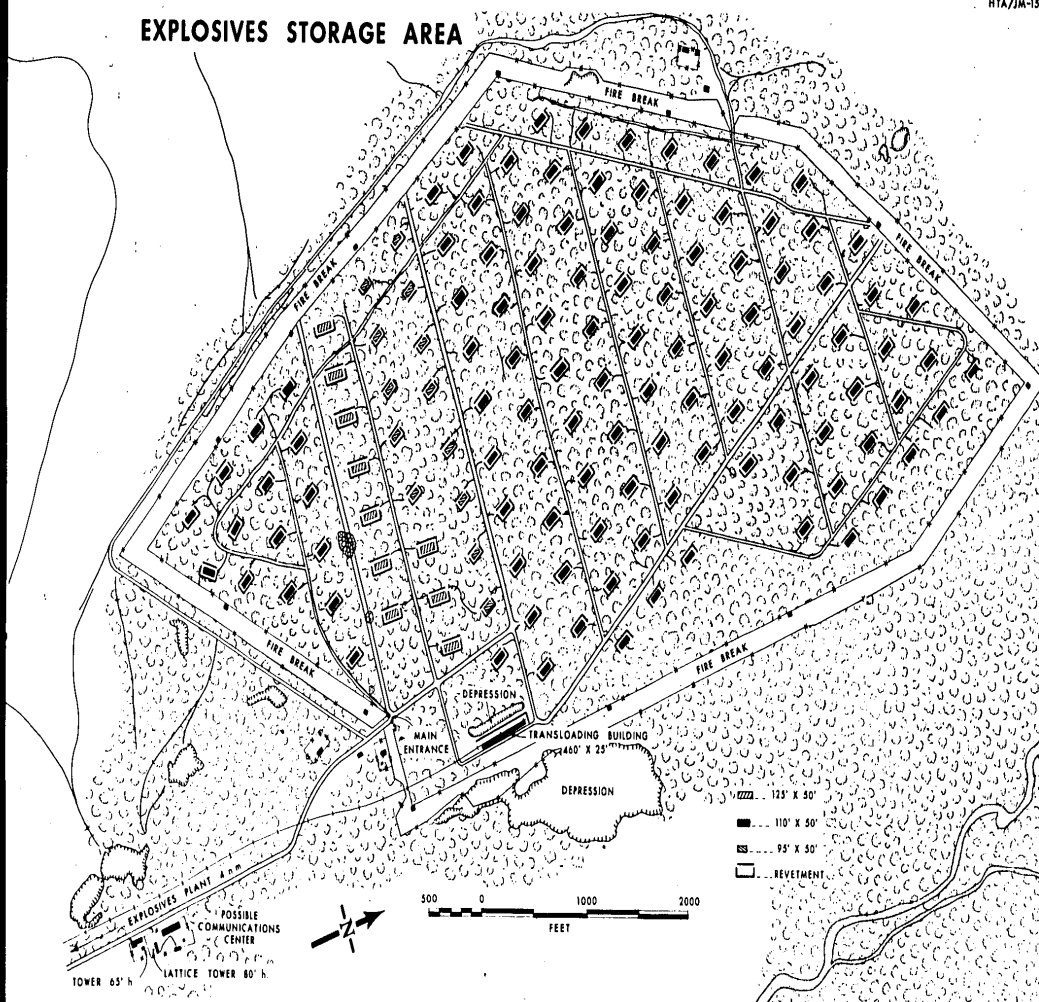 HTA/JM-15
EXPLOSIVES STORAGE AREA
FIRE BREAK
FIRE BREAK
FIRE BREAK
FIRE BREAK
FIRE BREAK
DEPRESSION
MAIN
ENTRANCE
TRANSLOADING BUILDING
460' X 25'
DEPRESSION
125' X 50'
110' X 50'
95' X 50'
REVETMENT
EXPLOSIVES PLANT 4 nm
POSSIBLE
COMMUNICATIONS
CENTER
N
500 0 1000 2000
FEET
TOWER 65' h
LATTICE TOWER 80' h